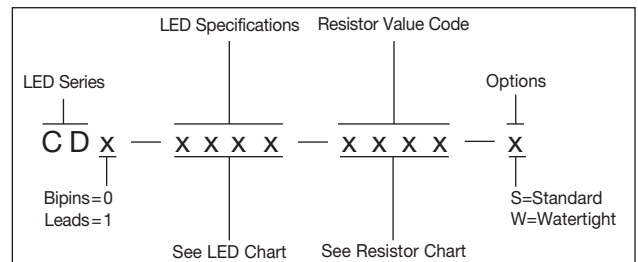 LED Specifications Resistor Value Code
LED Series
Options
C D x — x x x x — x x x x — x
Bipins=0
Leads=1
S=Standard
W=Watertight
See LED Chart See Resistor Chart